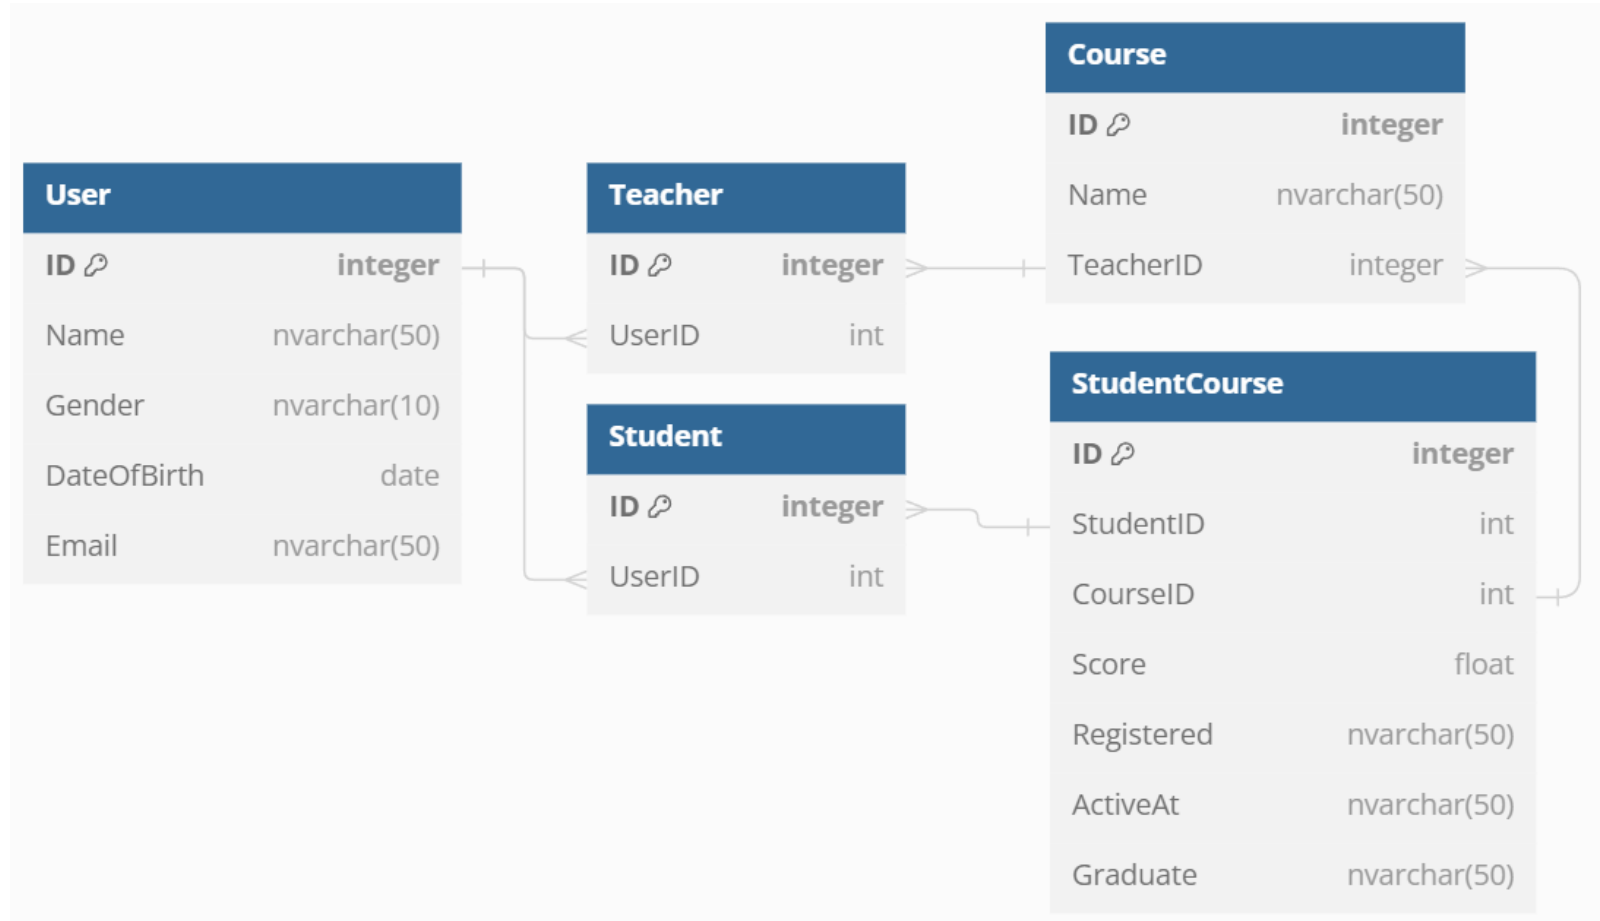 User
ID integer
Name nvarchar(50)
Gender nvarchar(10)
DateOfBirth date
Email nvarchar(50)
Teacher
ID integer
UserID int
Student
ID integer
UserID int
Course
ID integer
Name nvarchar(50)
TeacherID integer
StudentCourse
ID integer
StudentID int
CourseID int
Score float
Registered nvarchar(50)
ActiveAt nvarchar(50)
Graduate nvarchar(50)